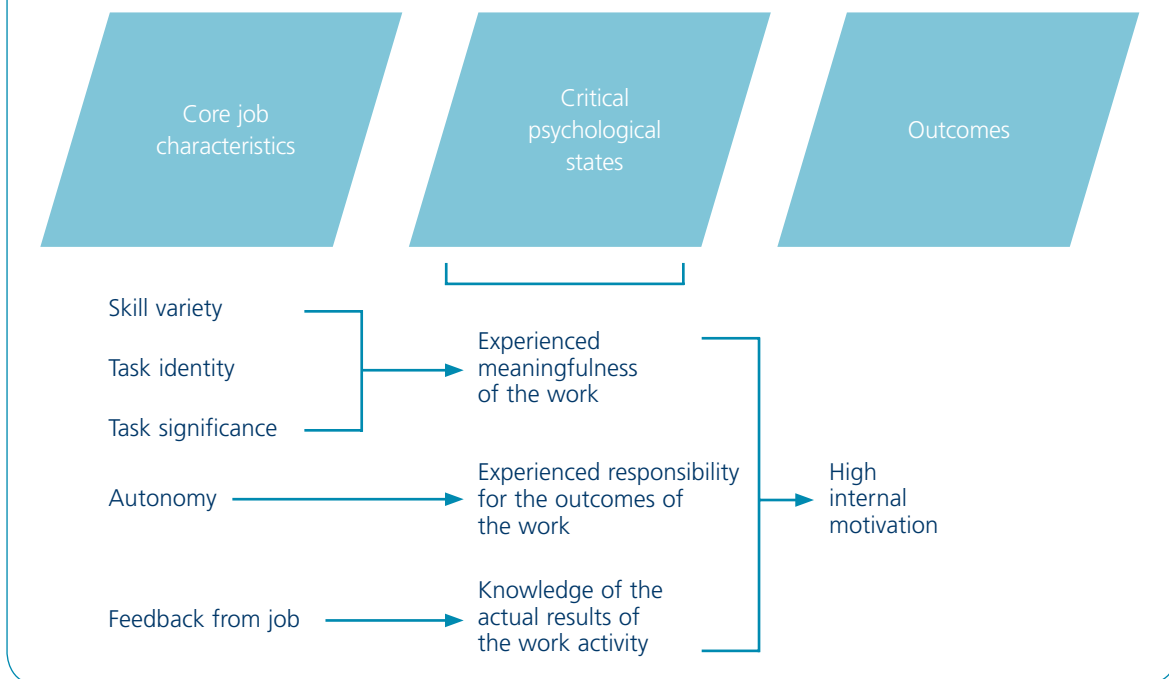 Core job
characteristics
Critical
psychological
states
Outcomes
Skill variety
Task identity
Task significance
Autonomy
Feedback from job
Experienced
meaningfulness
of the work
Experienced responsibility
for the outcomes of
the work
Knowledge of the
actual results of
the work activity
High
internal
motivation